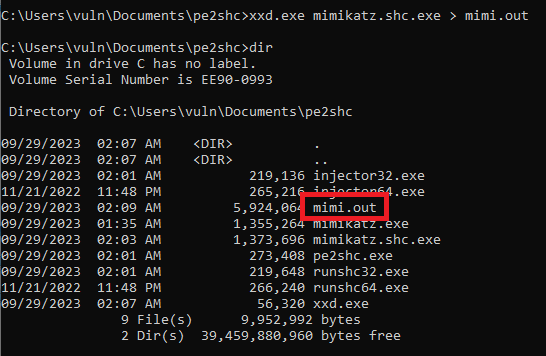 C:\Users\vuln\Documents\pe2shc>xxd.exe mimikatz.shc.exe > mimi.out
C:\Users\vuln\Documents\pe2shc>dir
 Volume in drive C has no label.
 Volume Serial Number is EE90-0993
 Directory of C:\Users\vuln\Documents\pe2shc
09/29/2023  02:07 AM    <DIR>          .
09/29/2023  02:07 AM    <DIR>          ..
09/29/2023  02:01 AM           219,136 injector32.exe
11/21/2022  11:48 PM           265,216 injector64.exe
09/29/2023  02:09 AM         5,924,064 mimi.out
09/29/2023  01:35 AM         1,355,264 mimikatz.exe
09/29/2023  02:03 AM         1,373,696 mimikatz.shc.exe
09/29/2023  02:01 AM           273,408 pe2shc.exe
09/29/2023  02:01 AM           219,648 runshc32.exe
11/21/2022  11:48 PM           266,240 runshc64.exe
09/29/2023  02:07 AM            56,320 xxd.exe
               9 File(s)      9,952,992 bytes
               2 Dir(s)  39,459,880,960 bytes free